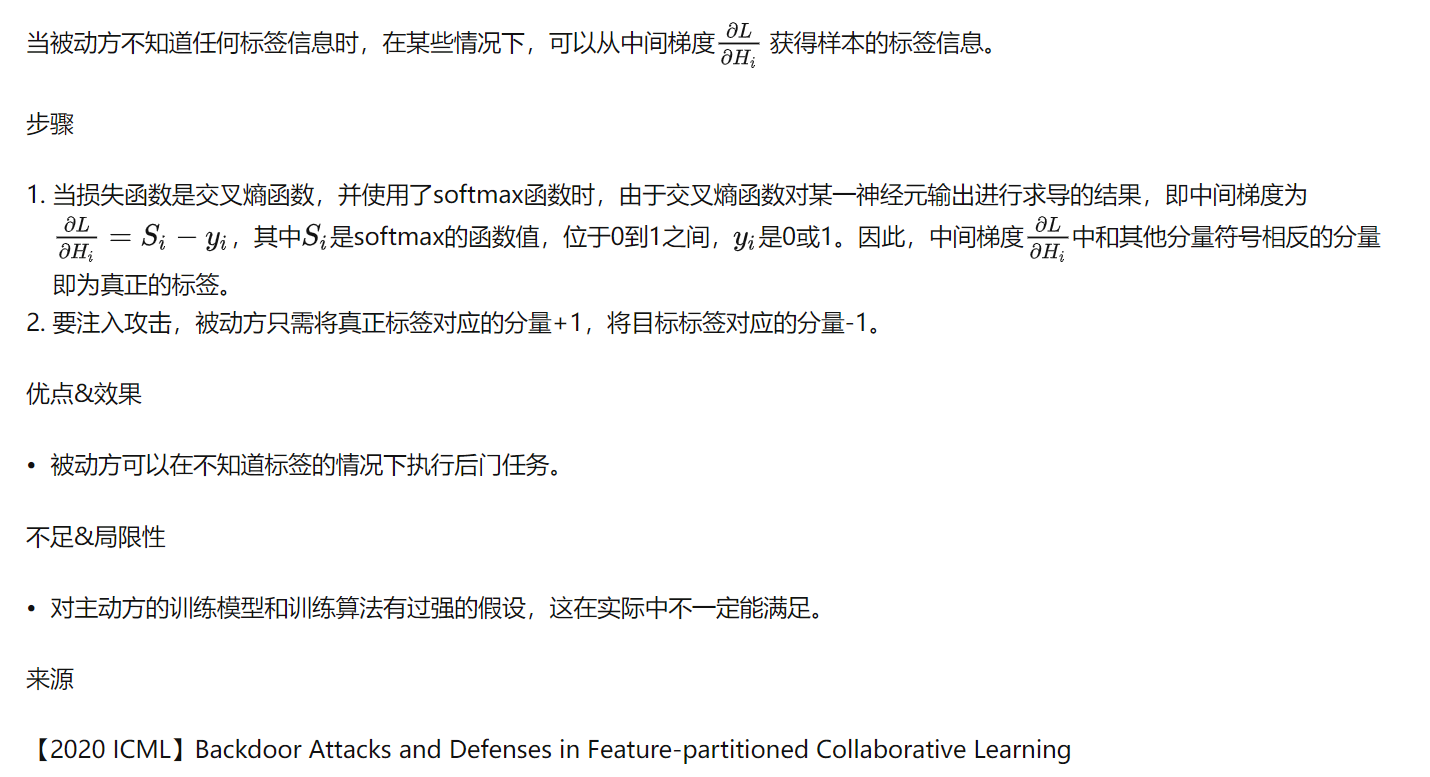 当被动方不知道任何标签信息时，在某些情况下，可以从中间梯度$\frac{\partial L}{\partial H_i}$ 获得样本的标签信息。
步骤
1. 当损失函数是交叉熵函数，并使用了softmax函数时，由于交叉熵函数对某一神经元输出进行求导的结果，即中间梯度为
$\frac{\partial L}{\partial H_i} = S_i - y_i$，其中$S_i$是softmax的函数值，位于0到1之间，$y_i$是0或1。因此，中间梯度$\frac{\partial L}{\partial H_i}$中和其他分量符号相反的分量
即为真正的标签。
2. 要注入攻击，被动方只需将真正标签对应的分量+1，将目标标签对应的分量-1。
优点&效果
• 被动方可以在不知道标签的情况下执行后门任务。
不足&局限性
• 对主动方的训练模型和训练算法有过强的假设，这在实际中不一定能满足。
来源
【2020 ICML】Backdoor Attacks and Defenses in Feature-partitioned Collaborative Learning